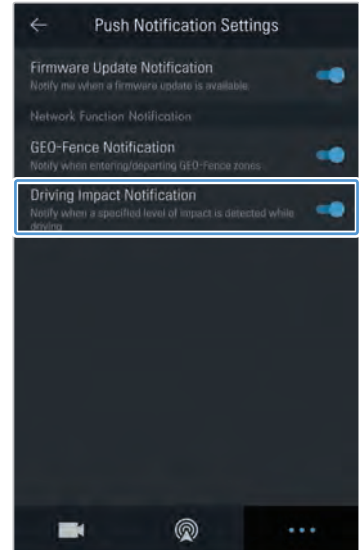 Push Notification Settings
Firmware Update Notification
Notify me when a firmware update is available.
Network Function Notification
GEO-Fence Notification
Notify when entering/departing GEO-Fence zones
Driving Impact Notification
Notify when a specified level of impact is detected while
driving